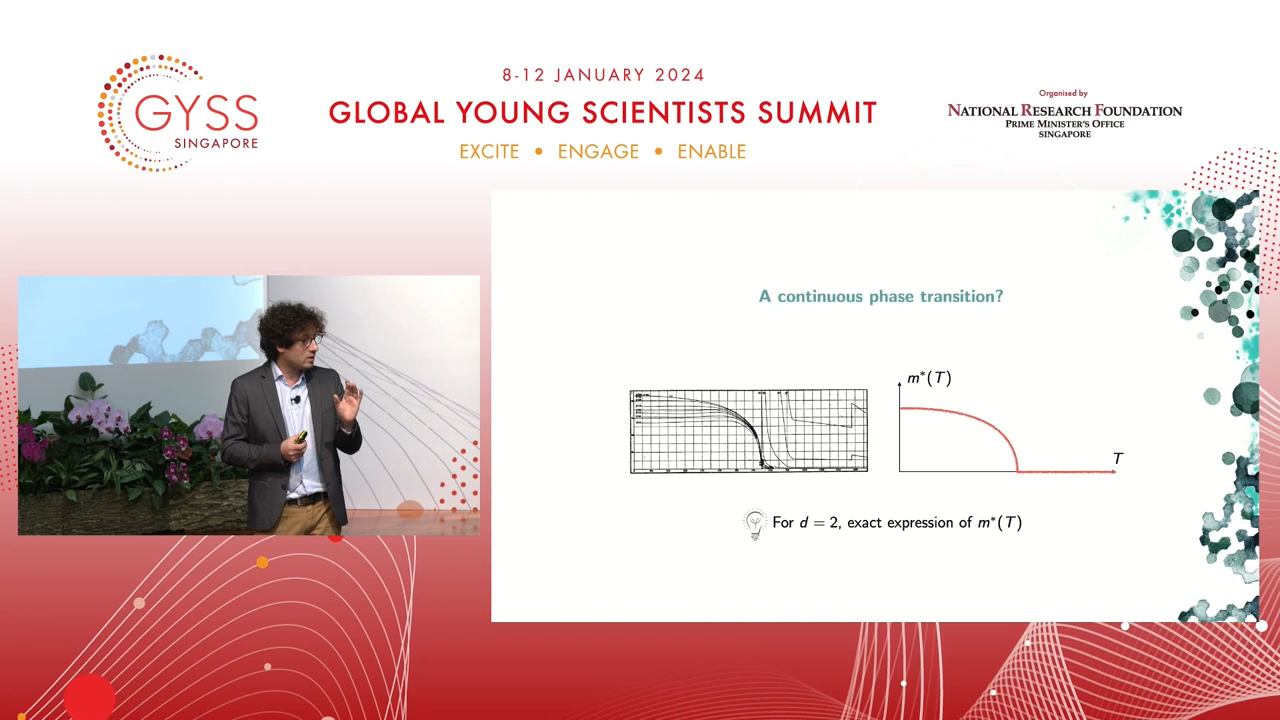 GYSS
SINGAPORE
8-12 JANUARY 2024
GLOBAL YOUNG SCIENTISTS SUMMIT
EXCITE • ENGAGE • ENABLE
Organised by
NATIONAL RESEARCH FOUNDATION
PRIME MINISTER'S OFFICE
SINGAPORE
A continuous phase transition?
m*(T)
T
For d = 2, exact expression of m*(T)